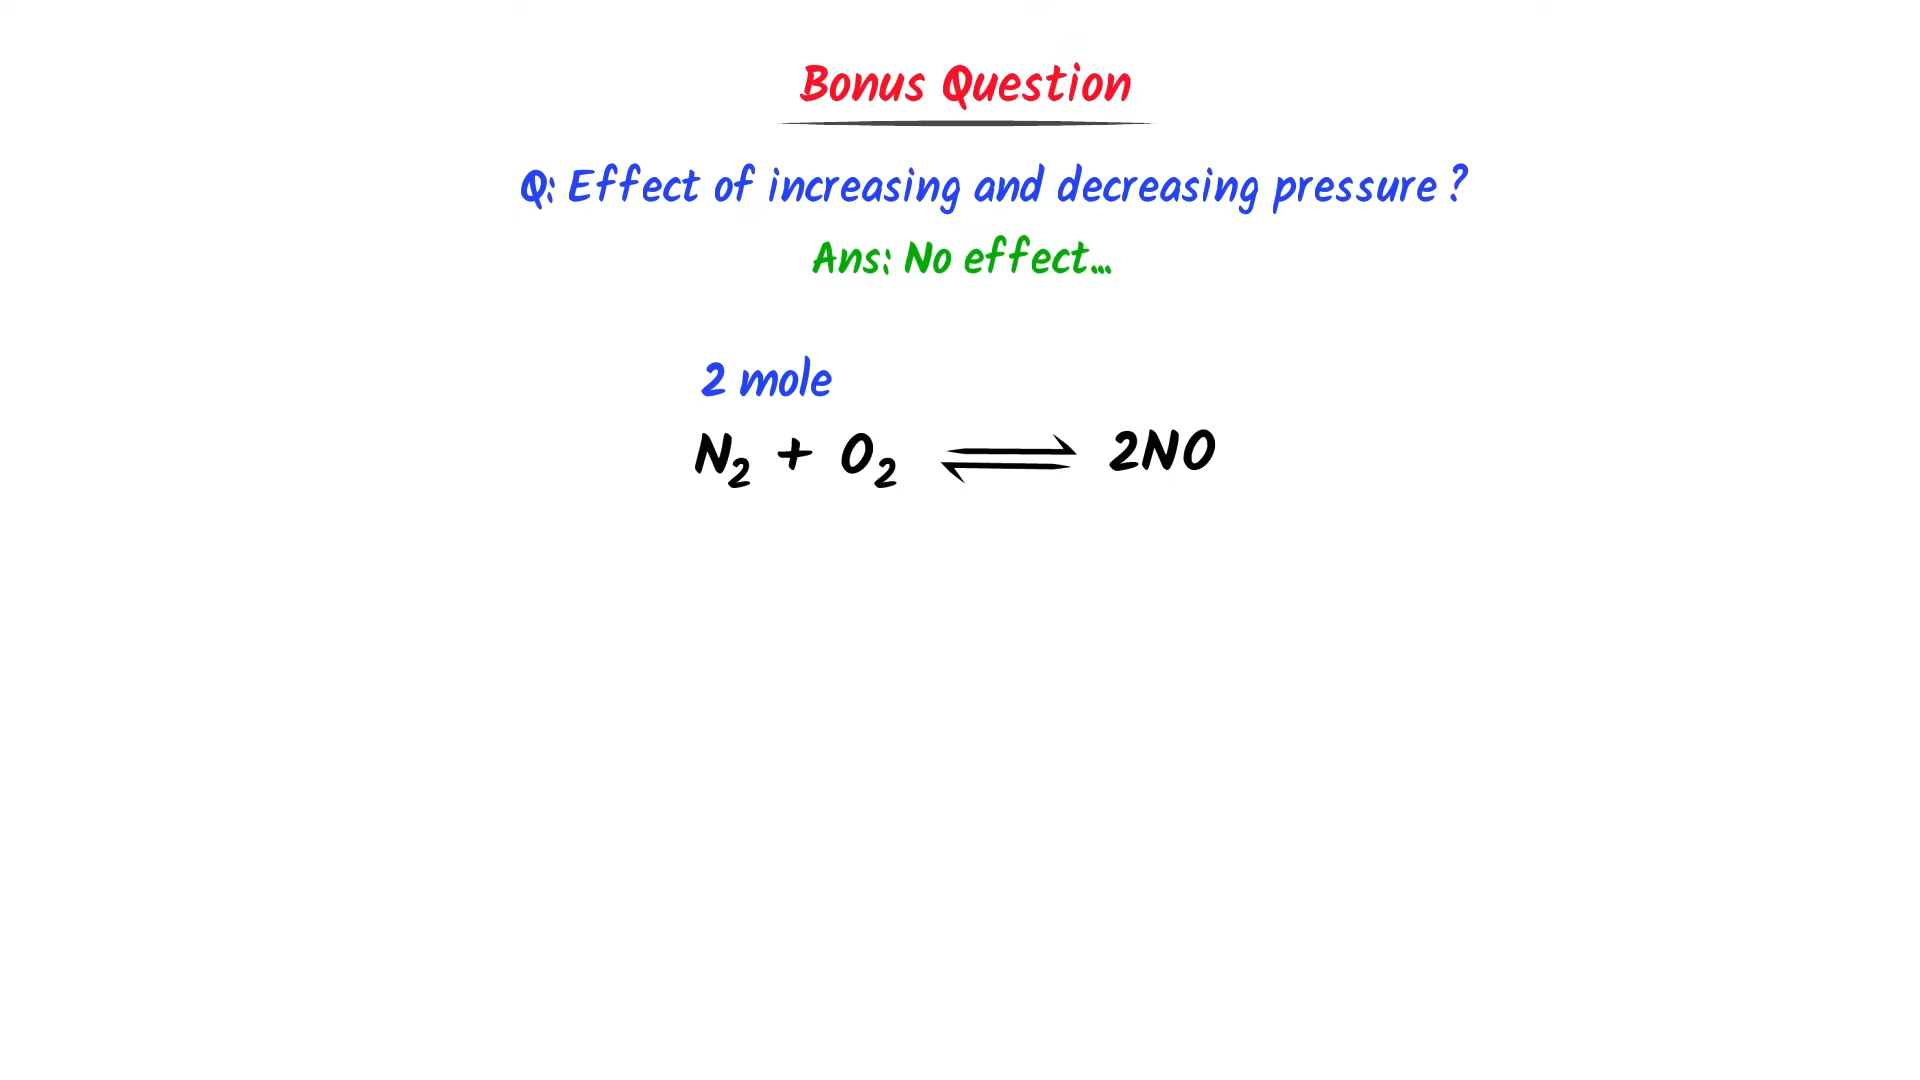 Bonus Question
Q: Effect of increasing and decreasing pressure ?
Ans: No effect...
2 mole
N₂ + O₂ ⇌ 2NO